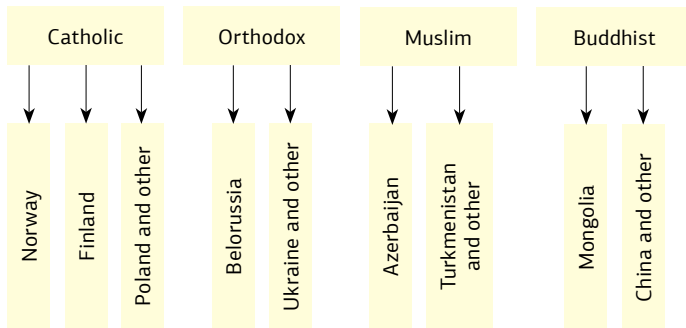 Catholic
Orthodox
Muslim
Buddhist
Norway
Finland
Poland and other
Belorussia
Ukraine and other
Azerbaijan
Turkmenistan
and other
Mongolia
China and other